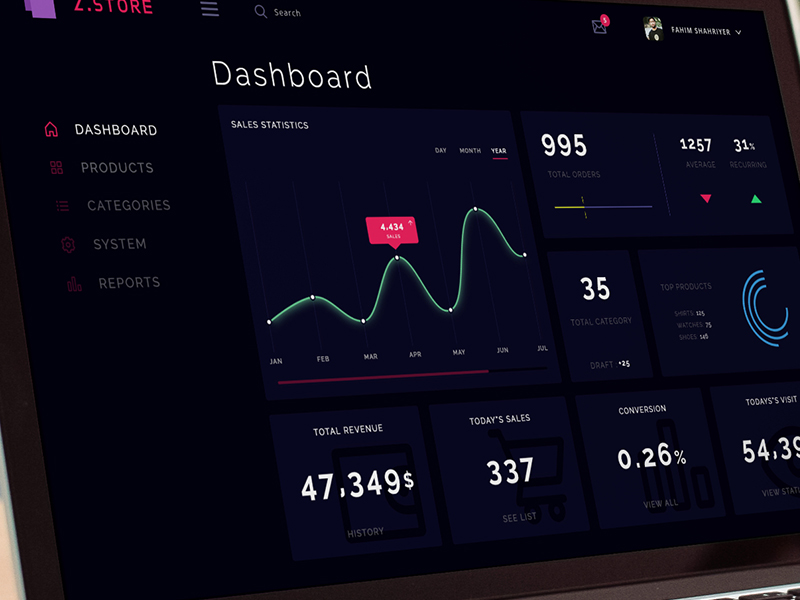 Z.STORE
Search
5
FAHIM SHAHRIYER
Dashboard
DASHBOARD
PRODUCTS
CATEGORIES
SYSTEM
REPORTS
SALES STATISTICS
DAY MONTH YEAR
4.434
SALES
JAN FEB MAR APR MAY JUN JUL
995
TOTAL ORDERS
1257
AVERAGE
31%
RECURRING
35
TOTAL CATEGORY
DRAFT :
TOP PRODUCTS
SHIRTS: 125
WATCHES: 75
SHOES: 146
TOTAL REVENUE
47,349$
HISTORY
TODAY'S SALES
337
SEE LIST
CONVERSION
0.26%
VIEW ALL
TODAYS'S VISIT
54,39
VIEW STATI